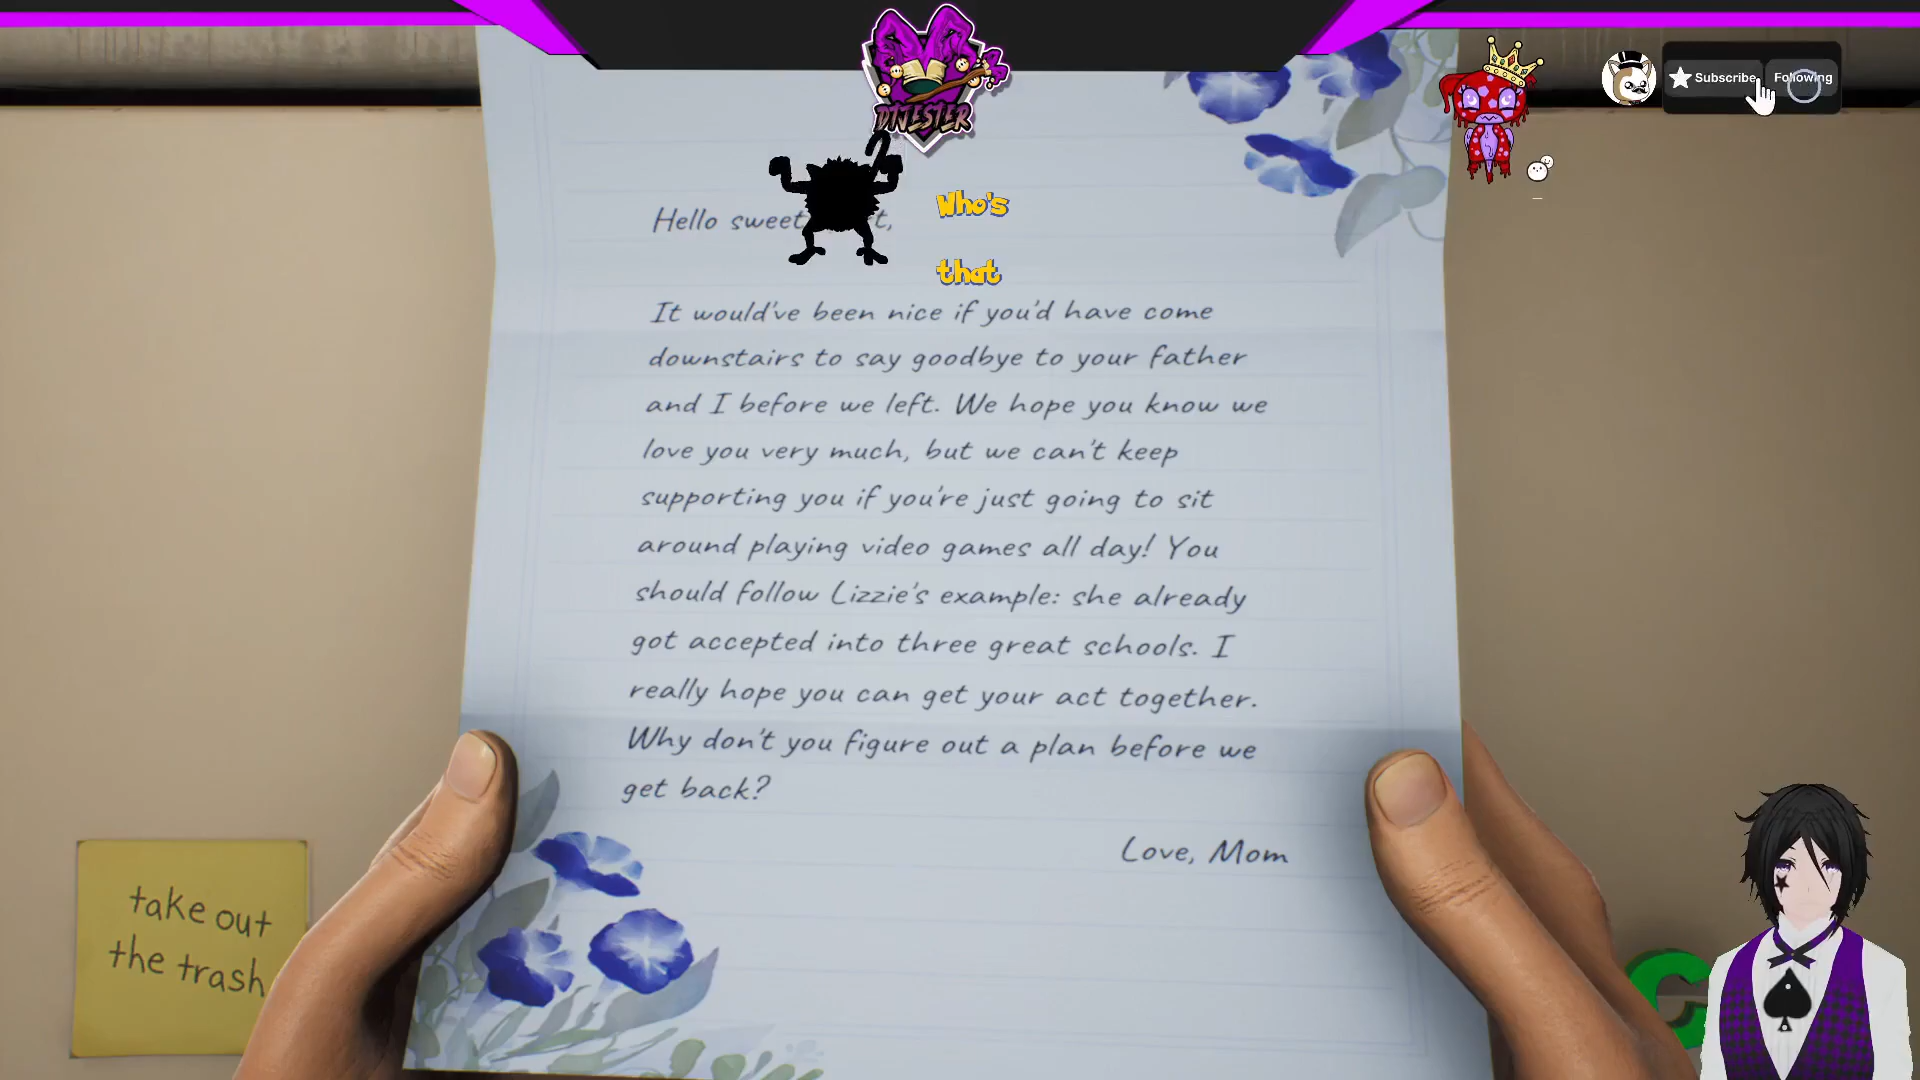 DTJESTER
Subscribe
Following
Who's
that
Hello
It would've been nice if you'd have come
downstairs to say goodbye to your father
and I before we left. We hope you know we
love you very much, but we can't keep
supporting you if you're just going to sit
around playing video games all day! You
should follow Lizzie's example: she already
got accepted into three great schools. I
really hope you can get your act together.
Why don't you figure out a plan before we
get back?
Love, Mom
take out
the trash